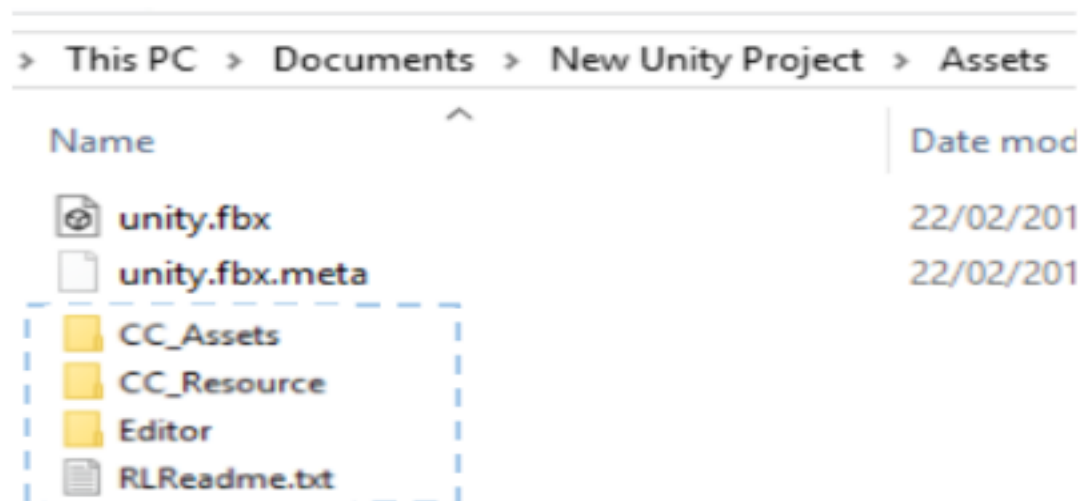 > This PC > Documents > New Unity Project > Assets
Name Date mod
unity.fbx 22/02/201
unity.fbx.meta 22/02/201
CC_Assets
CC_Resource
Editor
RLReadme.txt